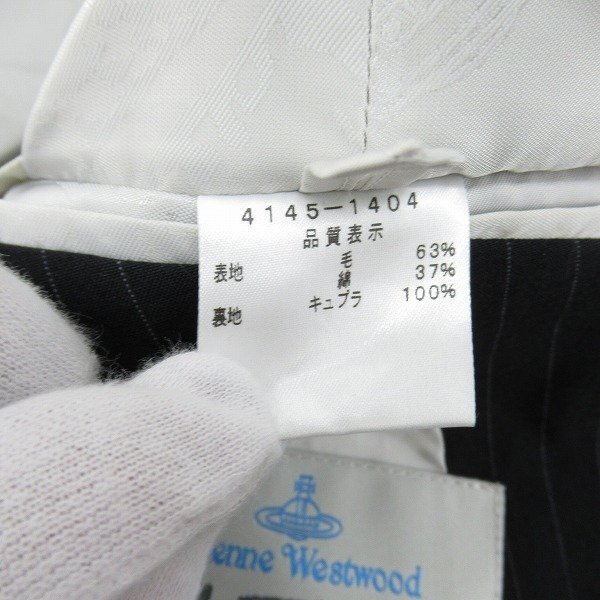 4145-1404
品質表示
表地 毛 63%
綿 37%
裏地 キュプラ 100%
enne Westwood